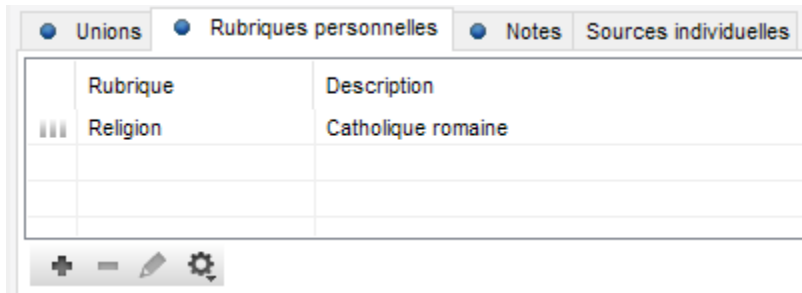 Unions Rubriques personnelles Notes Sources individuelles
Rubrique Description
Religion Catholique romaine